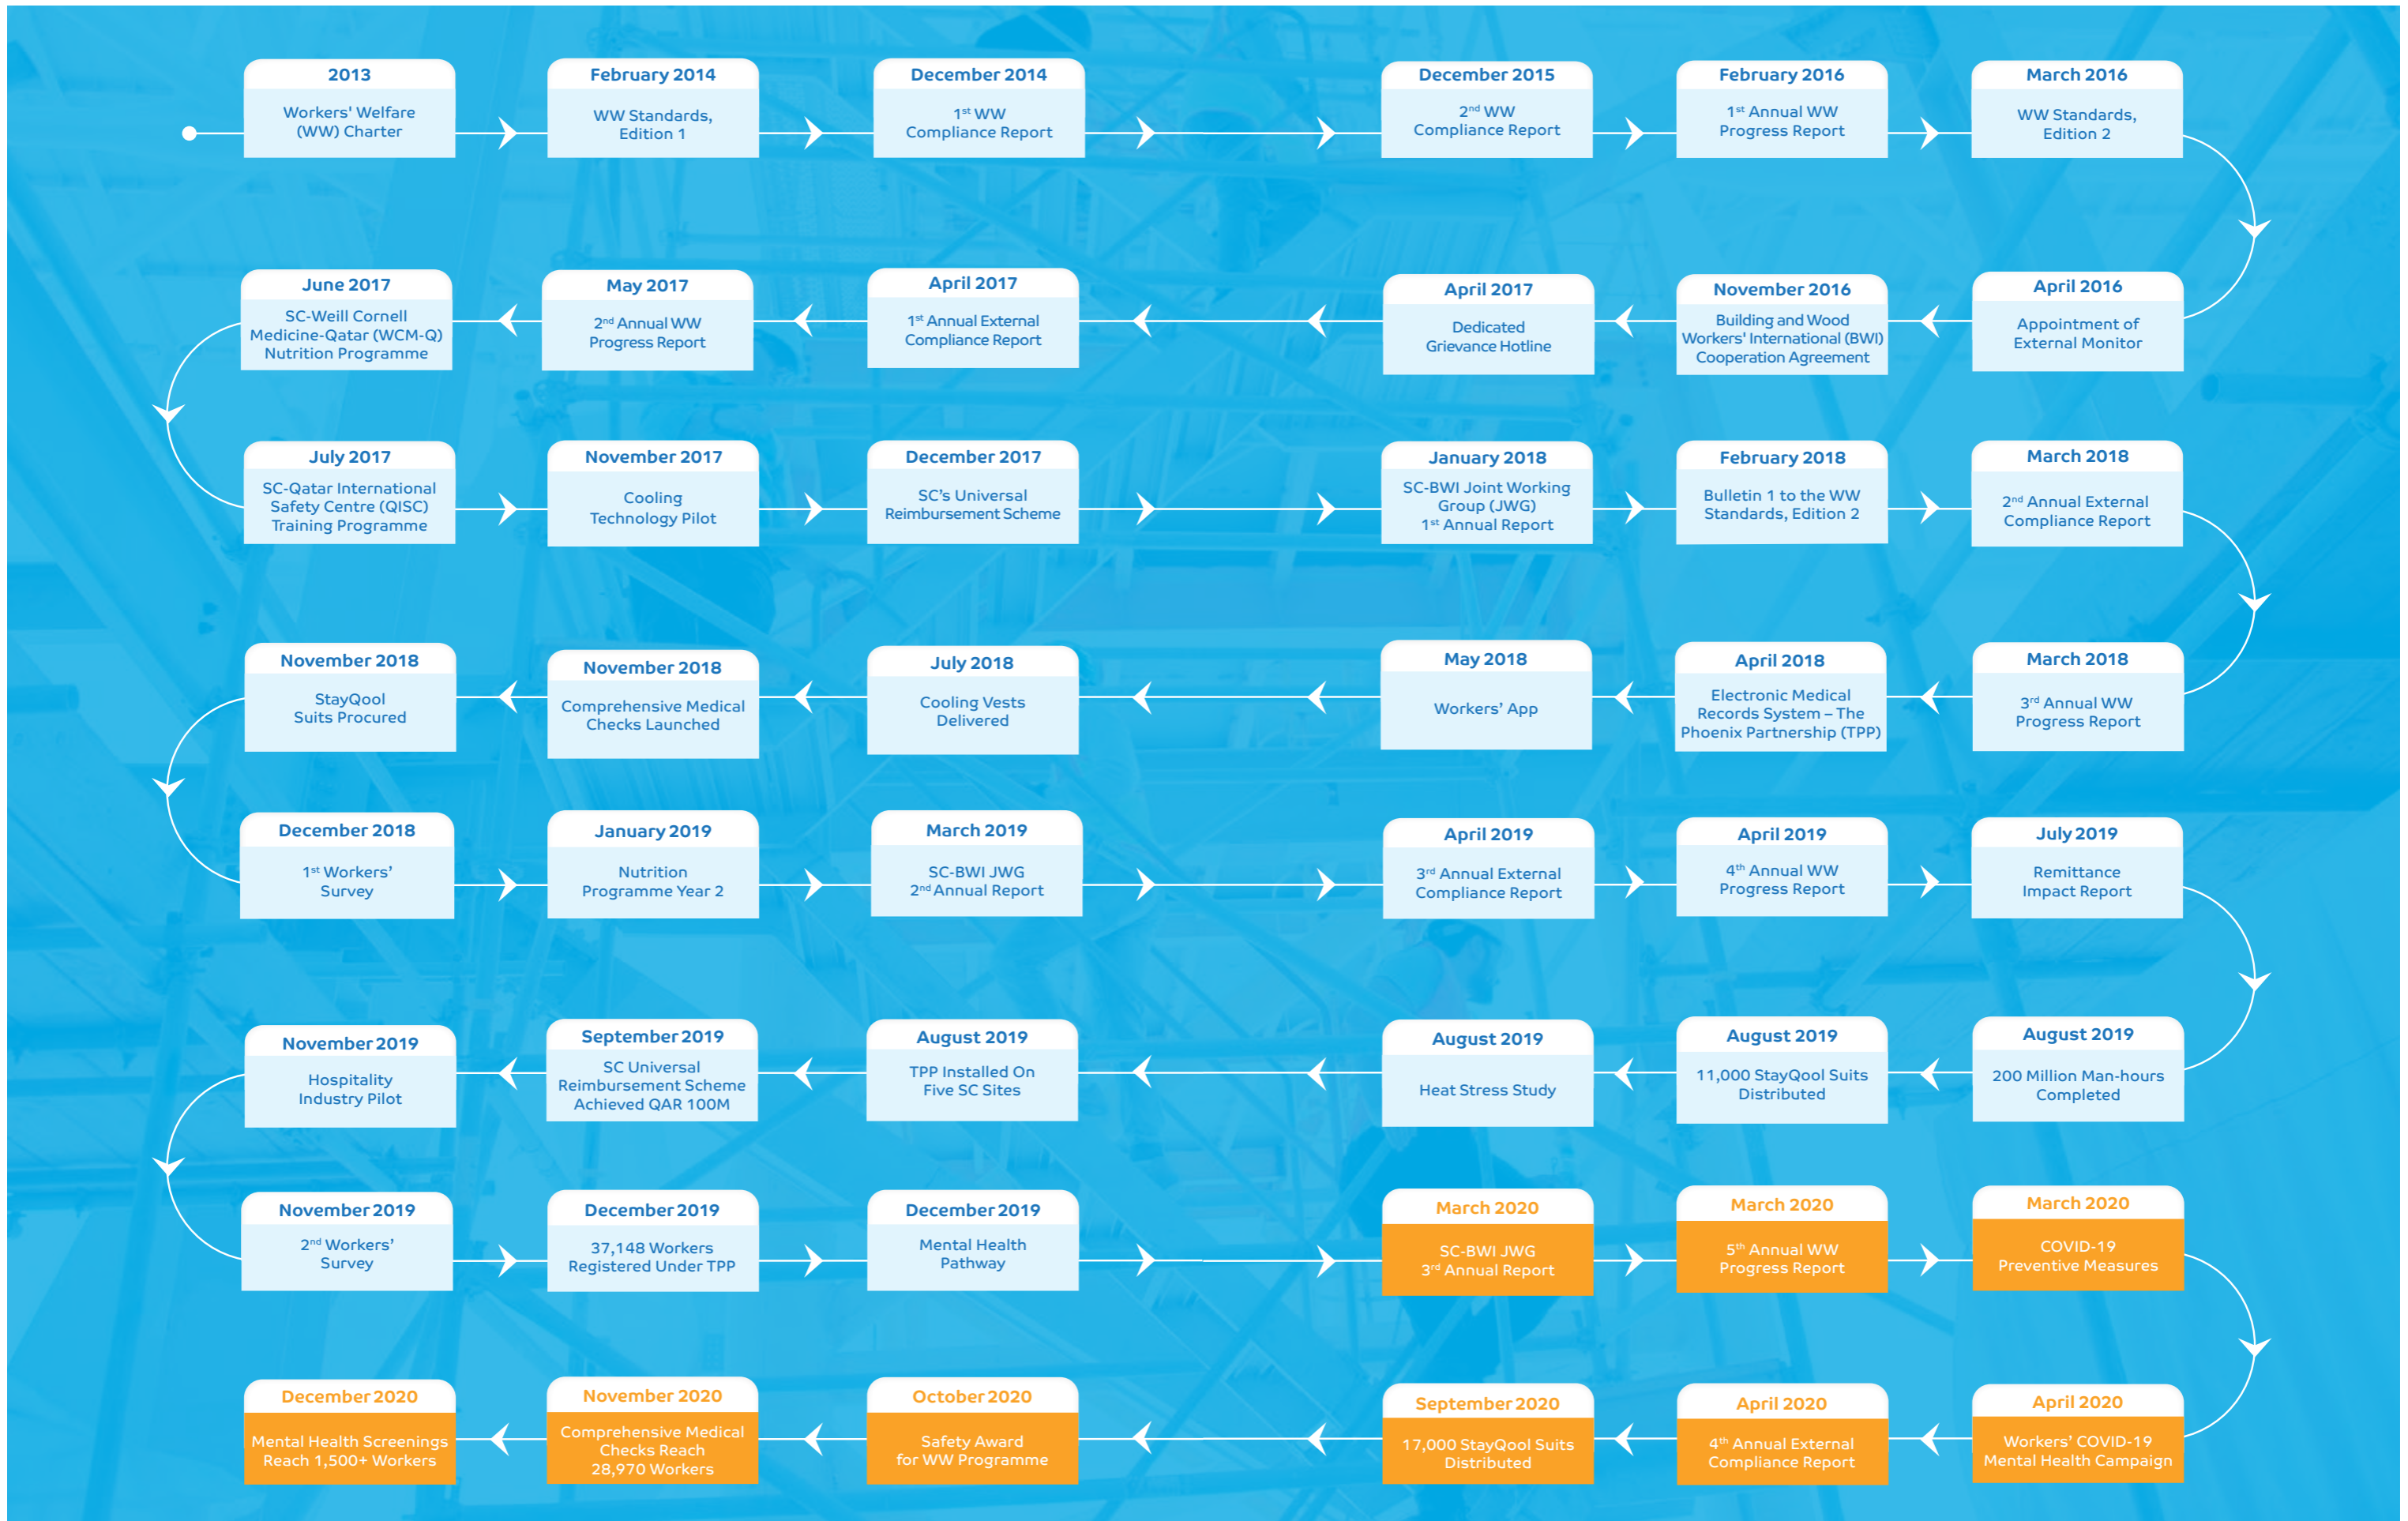 2013
Workers' Welfare
(WW) Charter
February 2014
WW Standards,
Edition 1
December 2014
1st WW
Compliance Report
December 2015
2nd WW
Compliance Report
February 2016
1st Annual WW
Progress Report
March 2016
WW Standards,
Edition 2
April 2016
Appointment of
External Monitor
November 2016
Building and Wood
Workers' International (BWI)
Cooperation Agreement
April 2017
Dedicated
Grievance Hotline
April 2017
1st Annual External
Compliance Report
May 2017
2nd Annual WW
Progress Report
June 2017
SC-Weill Cornell
Medicine-Qatar (WCM-Q)
Nutrition Programme
July 2017
SC-Qatar International
Safety Centre (QISC)
Training Programme
November 2017
Cooling
Technology Pilot
December 2017
SC's Universal
Reimbursement Scheme
January 2018
SC-BWI Joint Working
Group (JWG)
1st Annual Report
February 2018
Bulletin 1 to the WW
Standards, Edition 2
March 2018
2nd Annual External
Compliance Report
March 2018
3rd Annual WW
Progress Report
April 2018
Electronic Medical
Records System – The
Phoenix Partnership (TPP)
May 2018
Workers' App
July 2018
Cooling Vests
Delivered
November 2018
Comprehensive Medical
Checks Launched
November 2018
StayQool
Suits Procured
December 2018
1st Workers'
Survey
January 2019
Nutrition
Programme Year 2
March 2019
SC-BWI JWG
2nd Annual Report
April 2019
3rd Annual External
Compliance Report
April 2019
4th Annual WW
Progress Report
July 2019
Remittance
Impact Report
August 2019
200 Million Man-hours
Completed
August 2019
11,000 StayQool Suits
Distributed
August 2019
Heat Stress Study
August 2019
TPP Installed On
Five SC Sites
September 2019
SC Universal
Reimbursement Scheme
Achieved QAR 100M
November 2019
Hospitality
Industry Pilot
November 2019
2nd Workers'
Survey
December 2019
37,148 Workers
Registered Under TPP
December 2019
Mental Health
Pathway
March 2020
SC-BWI JWG
3rd Annual Report
March 2020
5th Annual WW
Progress Report
March 2020
COVID-19
Preventive Measures
April 2020
Workers' COVID-19
Mental Health Campaign
April 2020
4th Annual External
Compliance Report
September 2020
17,000 StayQool Suits
Distributed
October 2020
Safety Award
for WW Programme
November 2020
Comprehensive Medical
Checks Reach
28,970 Workers
December 2020
Mental Health Screenings
Reach 1,500+ Workers